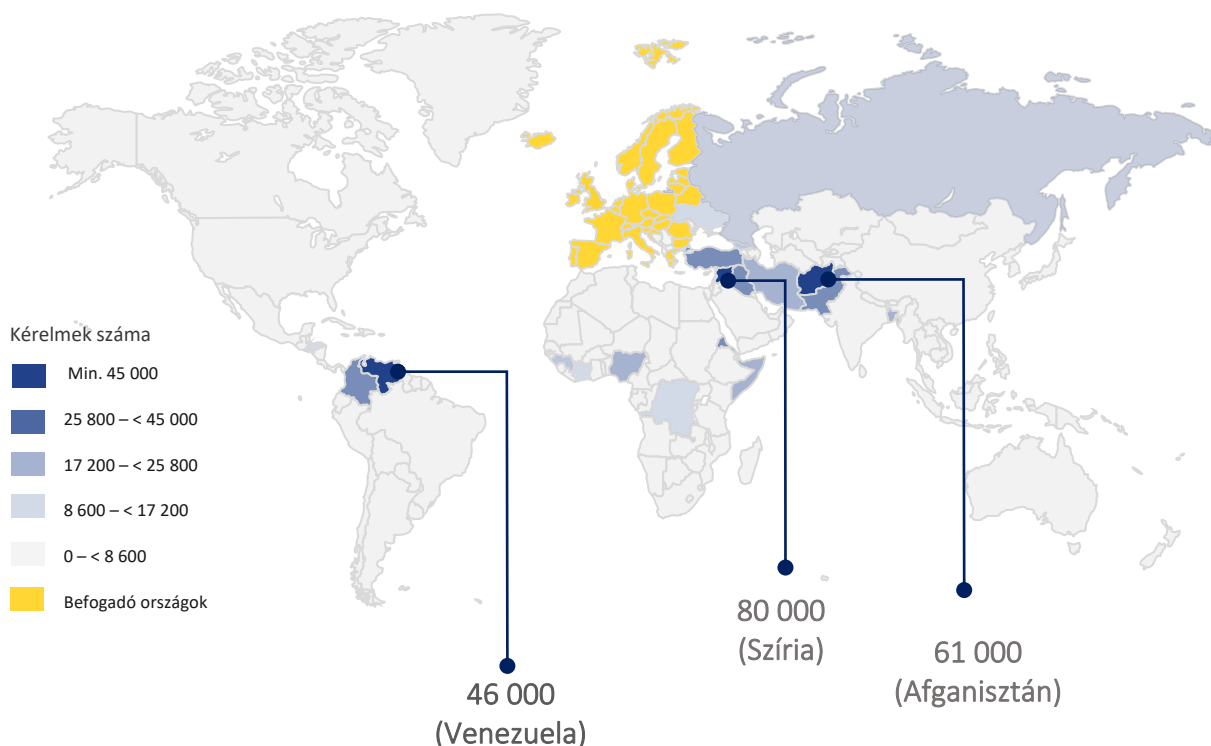 Kérelmek száma
Min. 45 000
25 800 – < 45 000
17 200 – < 25 800
8 600 – < 17 200
0 – < 8 600
Befogadó országok
46 000
(Venezuela)
80 000
(Szíria)
61 000
(Afganisztán)